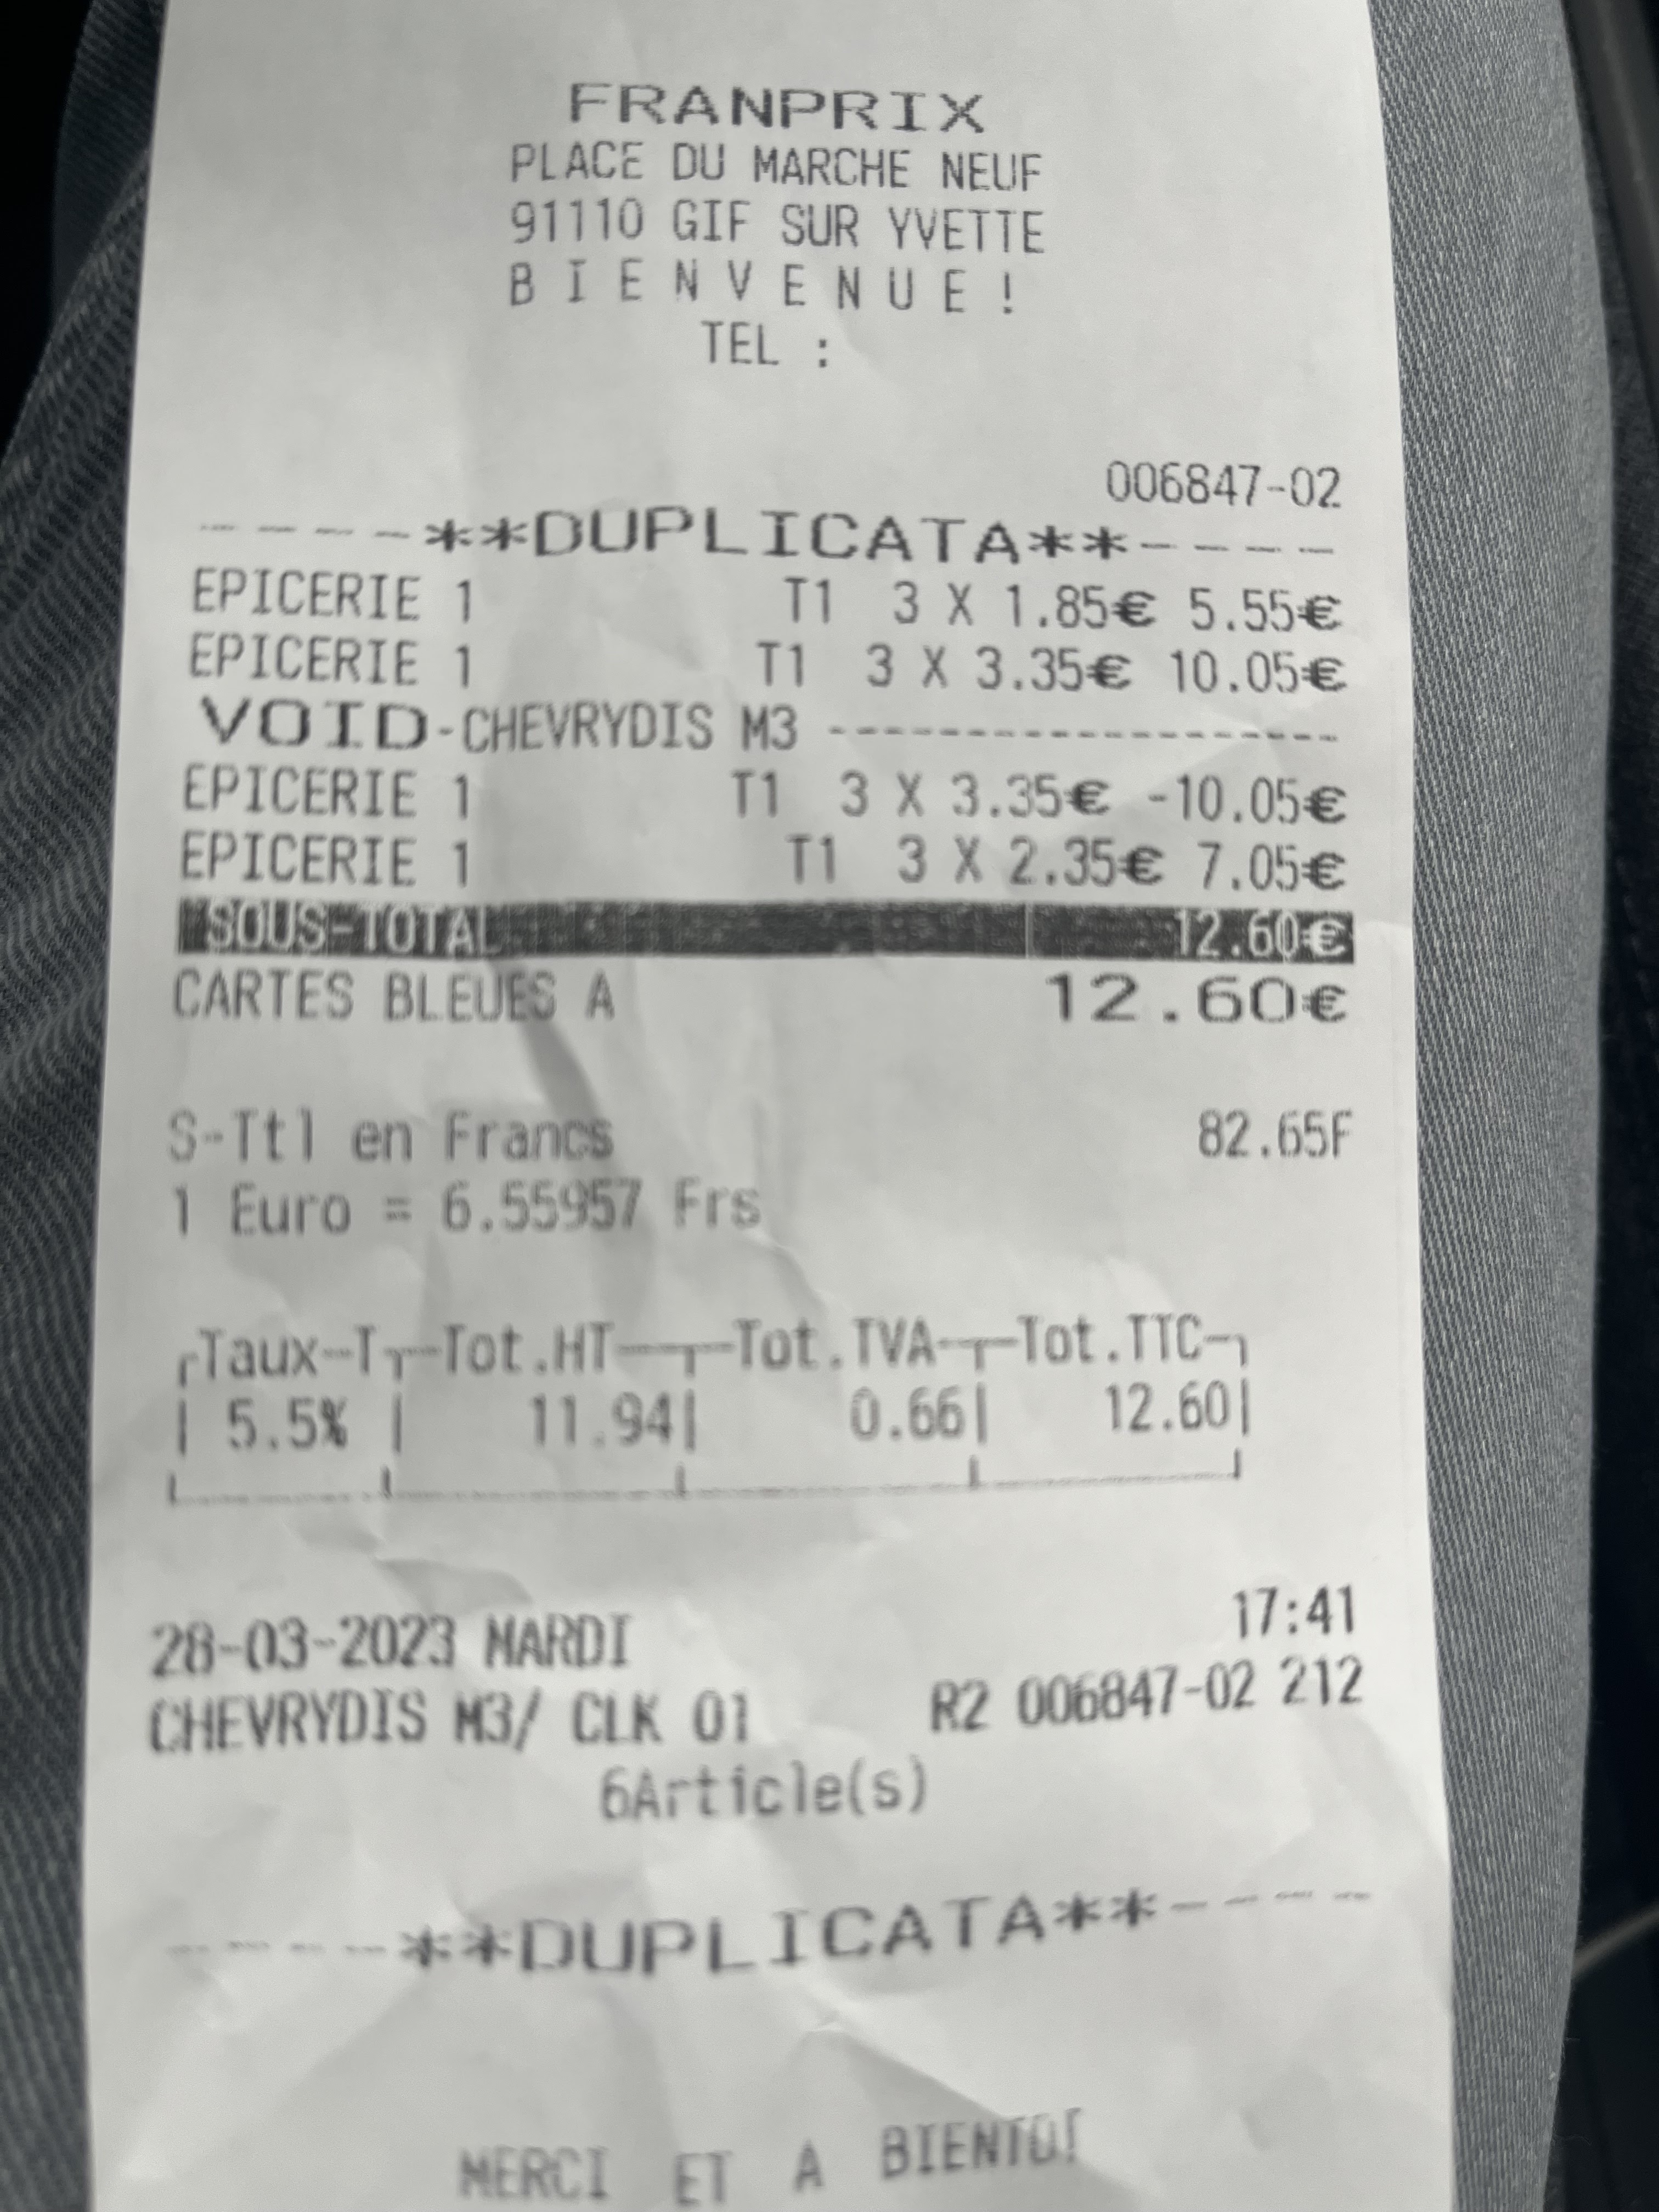 FRANPRIX
PLACE DU MARCHE NEUF
91110 GIF SUR YVETTE
B I E N V E N U E !
TEL :
006847-02
----**DUPLICATA**----
EPICERIE 1 T1 3 X 1.85€ 5.55€
EPICERIE 1 T1 3 X 3.35€ 10.05€
VOID-CHEVRYDIS M3 -------------------
EPICERIE 1 T1 3 X 3.35€ -10.05€
EPICERIE 1 T1 3 X 2.35€ 7.05€
SOUS-TOTAL 12.60€
CARTES BLEUES A 12.60€
S-Ttl en Francs 82.65F
1 Euro = 6.55957 Frs
Taux-T Tot.HT Tot.TVA Tot.TTC
5.5% 11.94 0.66 12.60
28-03-2023 MARDI 17:41
CHEVRYDIS M3/ CLK 01 R2 006847-02 212
6Article(s)
----**DUPLICATA**----
MERCI ET A BIENTOT